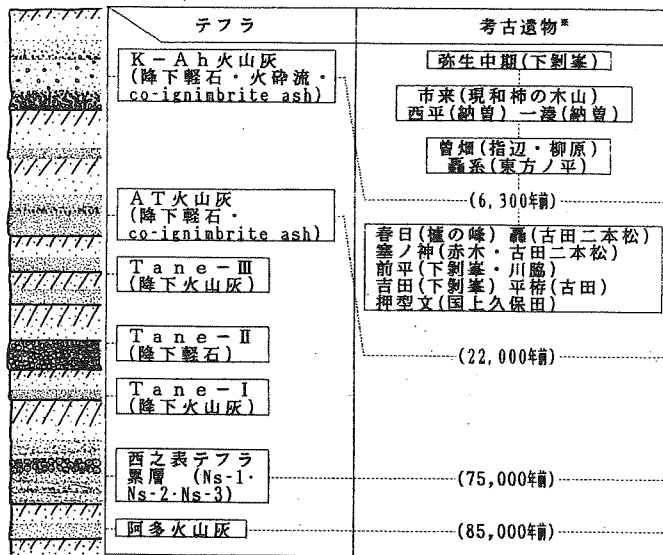 テフラ
考古遺物※
K-Ah火山灰
(降下軽石・火砕流・
co-ignimbrite ash)
弥生中期(下剝峯)
市来(現和柿の木山)
西平(納曽) 一湊(納曽)
曽畑(指辺・柳原)
轟系(東方ノ平)
(6,300年前)
AT火山灰
(降下軽石・
co-ignimbrite ash)
春日(櫨の峰) 轟(古田二本松)
塞ノ神(赤木・古田二本松)
前平(下剝峯・川脇)
吉田(下剝峯) 平栫(古田)
押型文(国上久保田)
Tane-Ⅲ
(降下火山灰)
Tane-Ⅱ
(降下軽石)
(22,000年前)
Tane-Ⅰ
(降下火山灰)
西之表テフラ
累層 (Ns-1・
Ns-2・Ns-3)
(75,000年前)
阿多火山灰
(85,000年前)